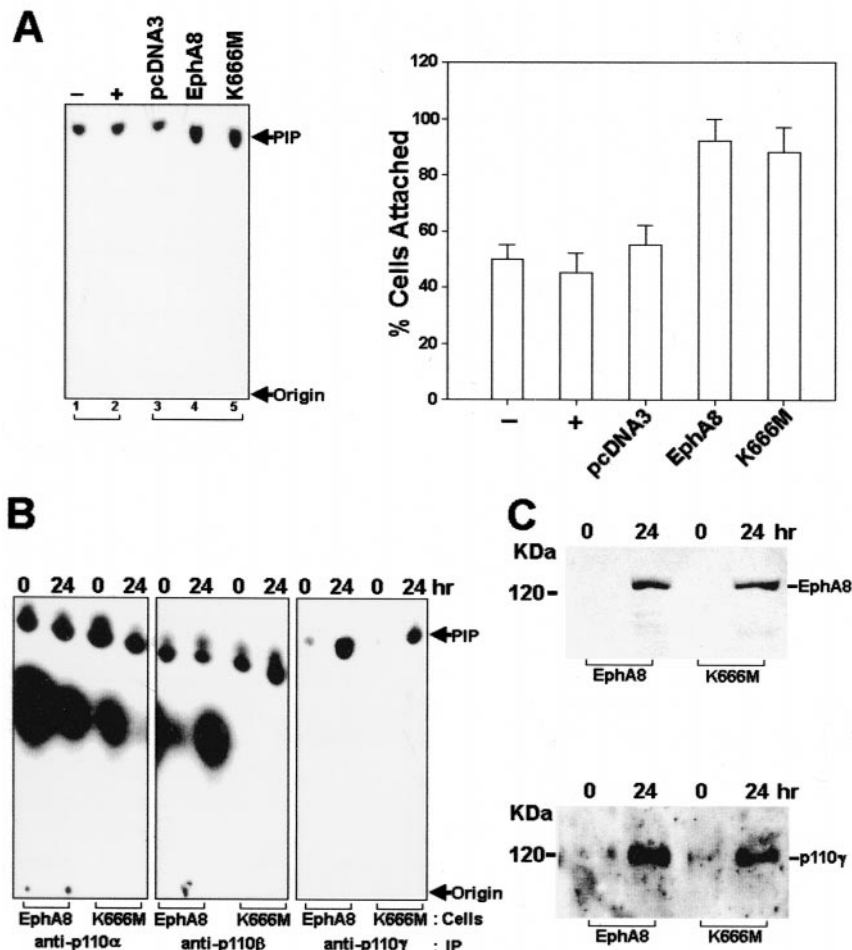 A
– + pcDNA3 EphA8 K666M
PIP
Origin
1 2 3 4 5
% Cells Attached
120
100
80
60
40
20
0
– + pcDNA3 EphA8 K666M
B
0 24 0 24 0 24 0 24 0 24 0 24 hr
PIP
Origin
EphA8 K666M EphA8 K666M EphA8 K666M : Cells
anti-p110α anti-p110β anti-p110γ : IP
C
0 24 0 24 hr
KDa
120
EphA8
EphA8 K666M
0 24 0 24 hr
KDa
120
p110γ
EphA8 K666M